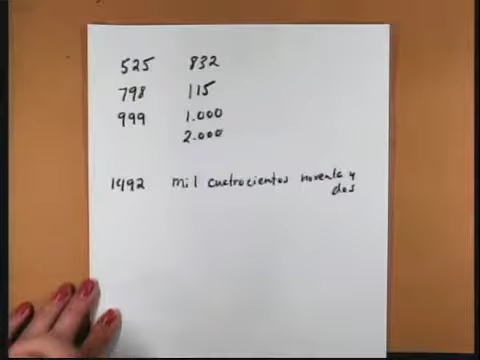 525 832
798 115
999 1.000
2.000
1492 mil cuatrocientos noventa y
dos